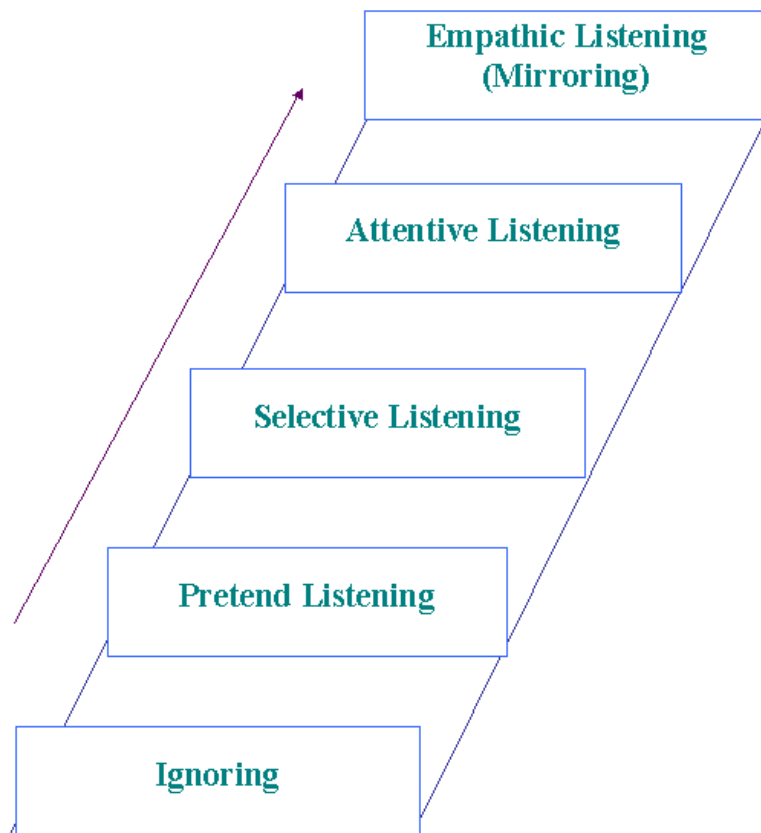 Empathic Listening
(Mirroring)
Attentive Listening
Selective Listening
Pretend Listening
Ignoring